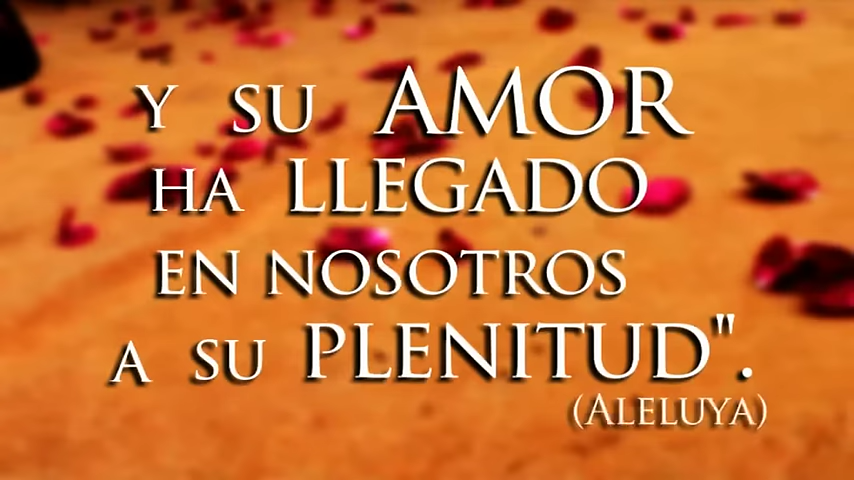 Y SU AMOR
HA LLEGADO
EN NOSOTROS
A SU PLENITUD".
(ALELUYA)